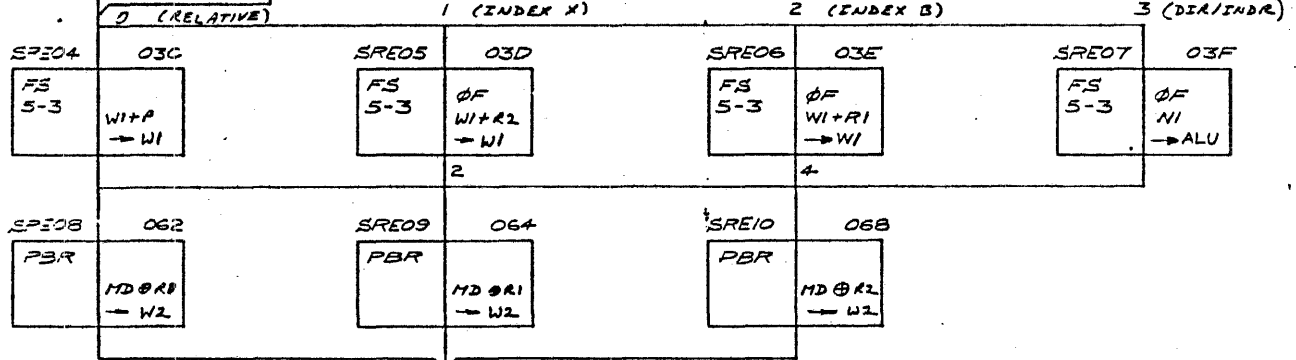 0 (RELATIVE) 1 (INDEX X) 2 (INDEX B) 3 (DIR/INDR)
SRE04 03C SRE05 03D SRE06 03E SRE07 03F
FS FS FS FS
5-3 5-3 5-3 5-3
ØF ØF ØF
W1+P W1+R2 W1+R1 N1
→ W1 → W1 → W1 → ALU
2 4
SRE08 062 SRE09 064 SRE10 068
PBR PBR PBR
MD ⊕ R0 MD ⊕ R1 MD ⊕ R2
→ W2 → W2 → W2